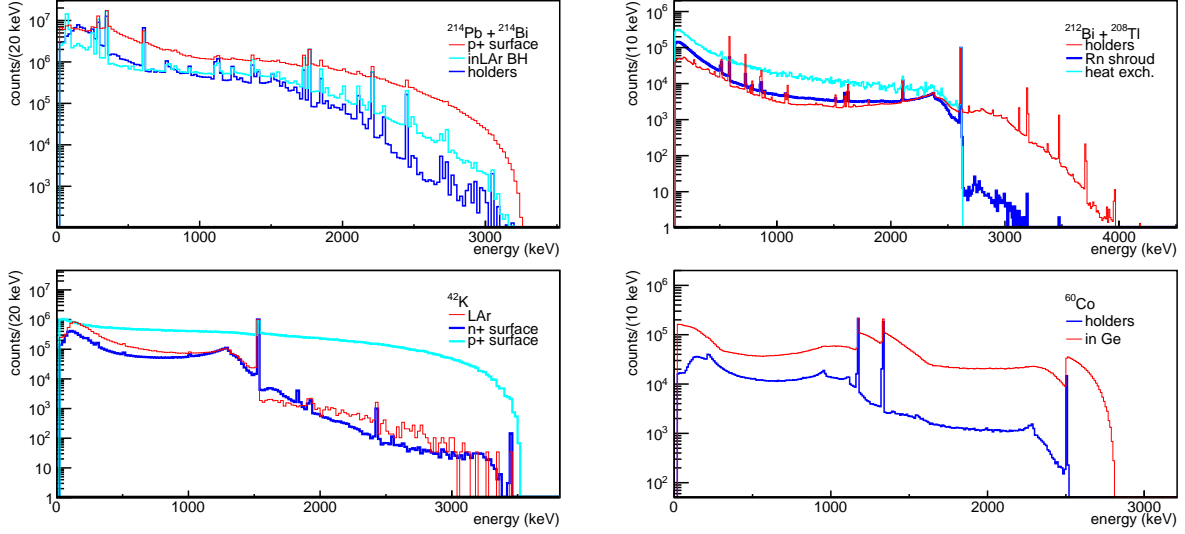 counts/(20 keV)
10⁷
10⁶
10⁵
10⁴
10³
0 1000 2000 3000
energy (keV)
²¹⁴Pb + ²¹⁴Bi
p+ surface
inLAr BH
holders
counts/(10 keV)
10⁶
10⁵
10⁴
10³
10²
10
1
1000 2000 3000 4000
energy (keV)
²¹²Bi + ²⁰⁸Tl
holders
Rn shroud
heat exch.
counts/(20 keV)
10⁷
10⁶
10⁵
10⁴
10³
10²
10
1
0 1000 2000 3000
energy (keV)
⁴²K
LAr
n+ surface
p+ surface
counts/(10 keV)
10⁶
10⁵
10⁴
10³
10²
0 1000 2000 3000
energy (keV)
⁶⁰Co
holders
in Ge